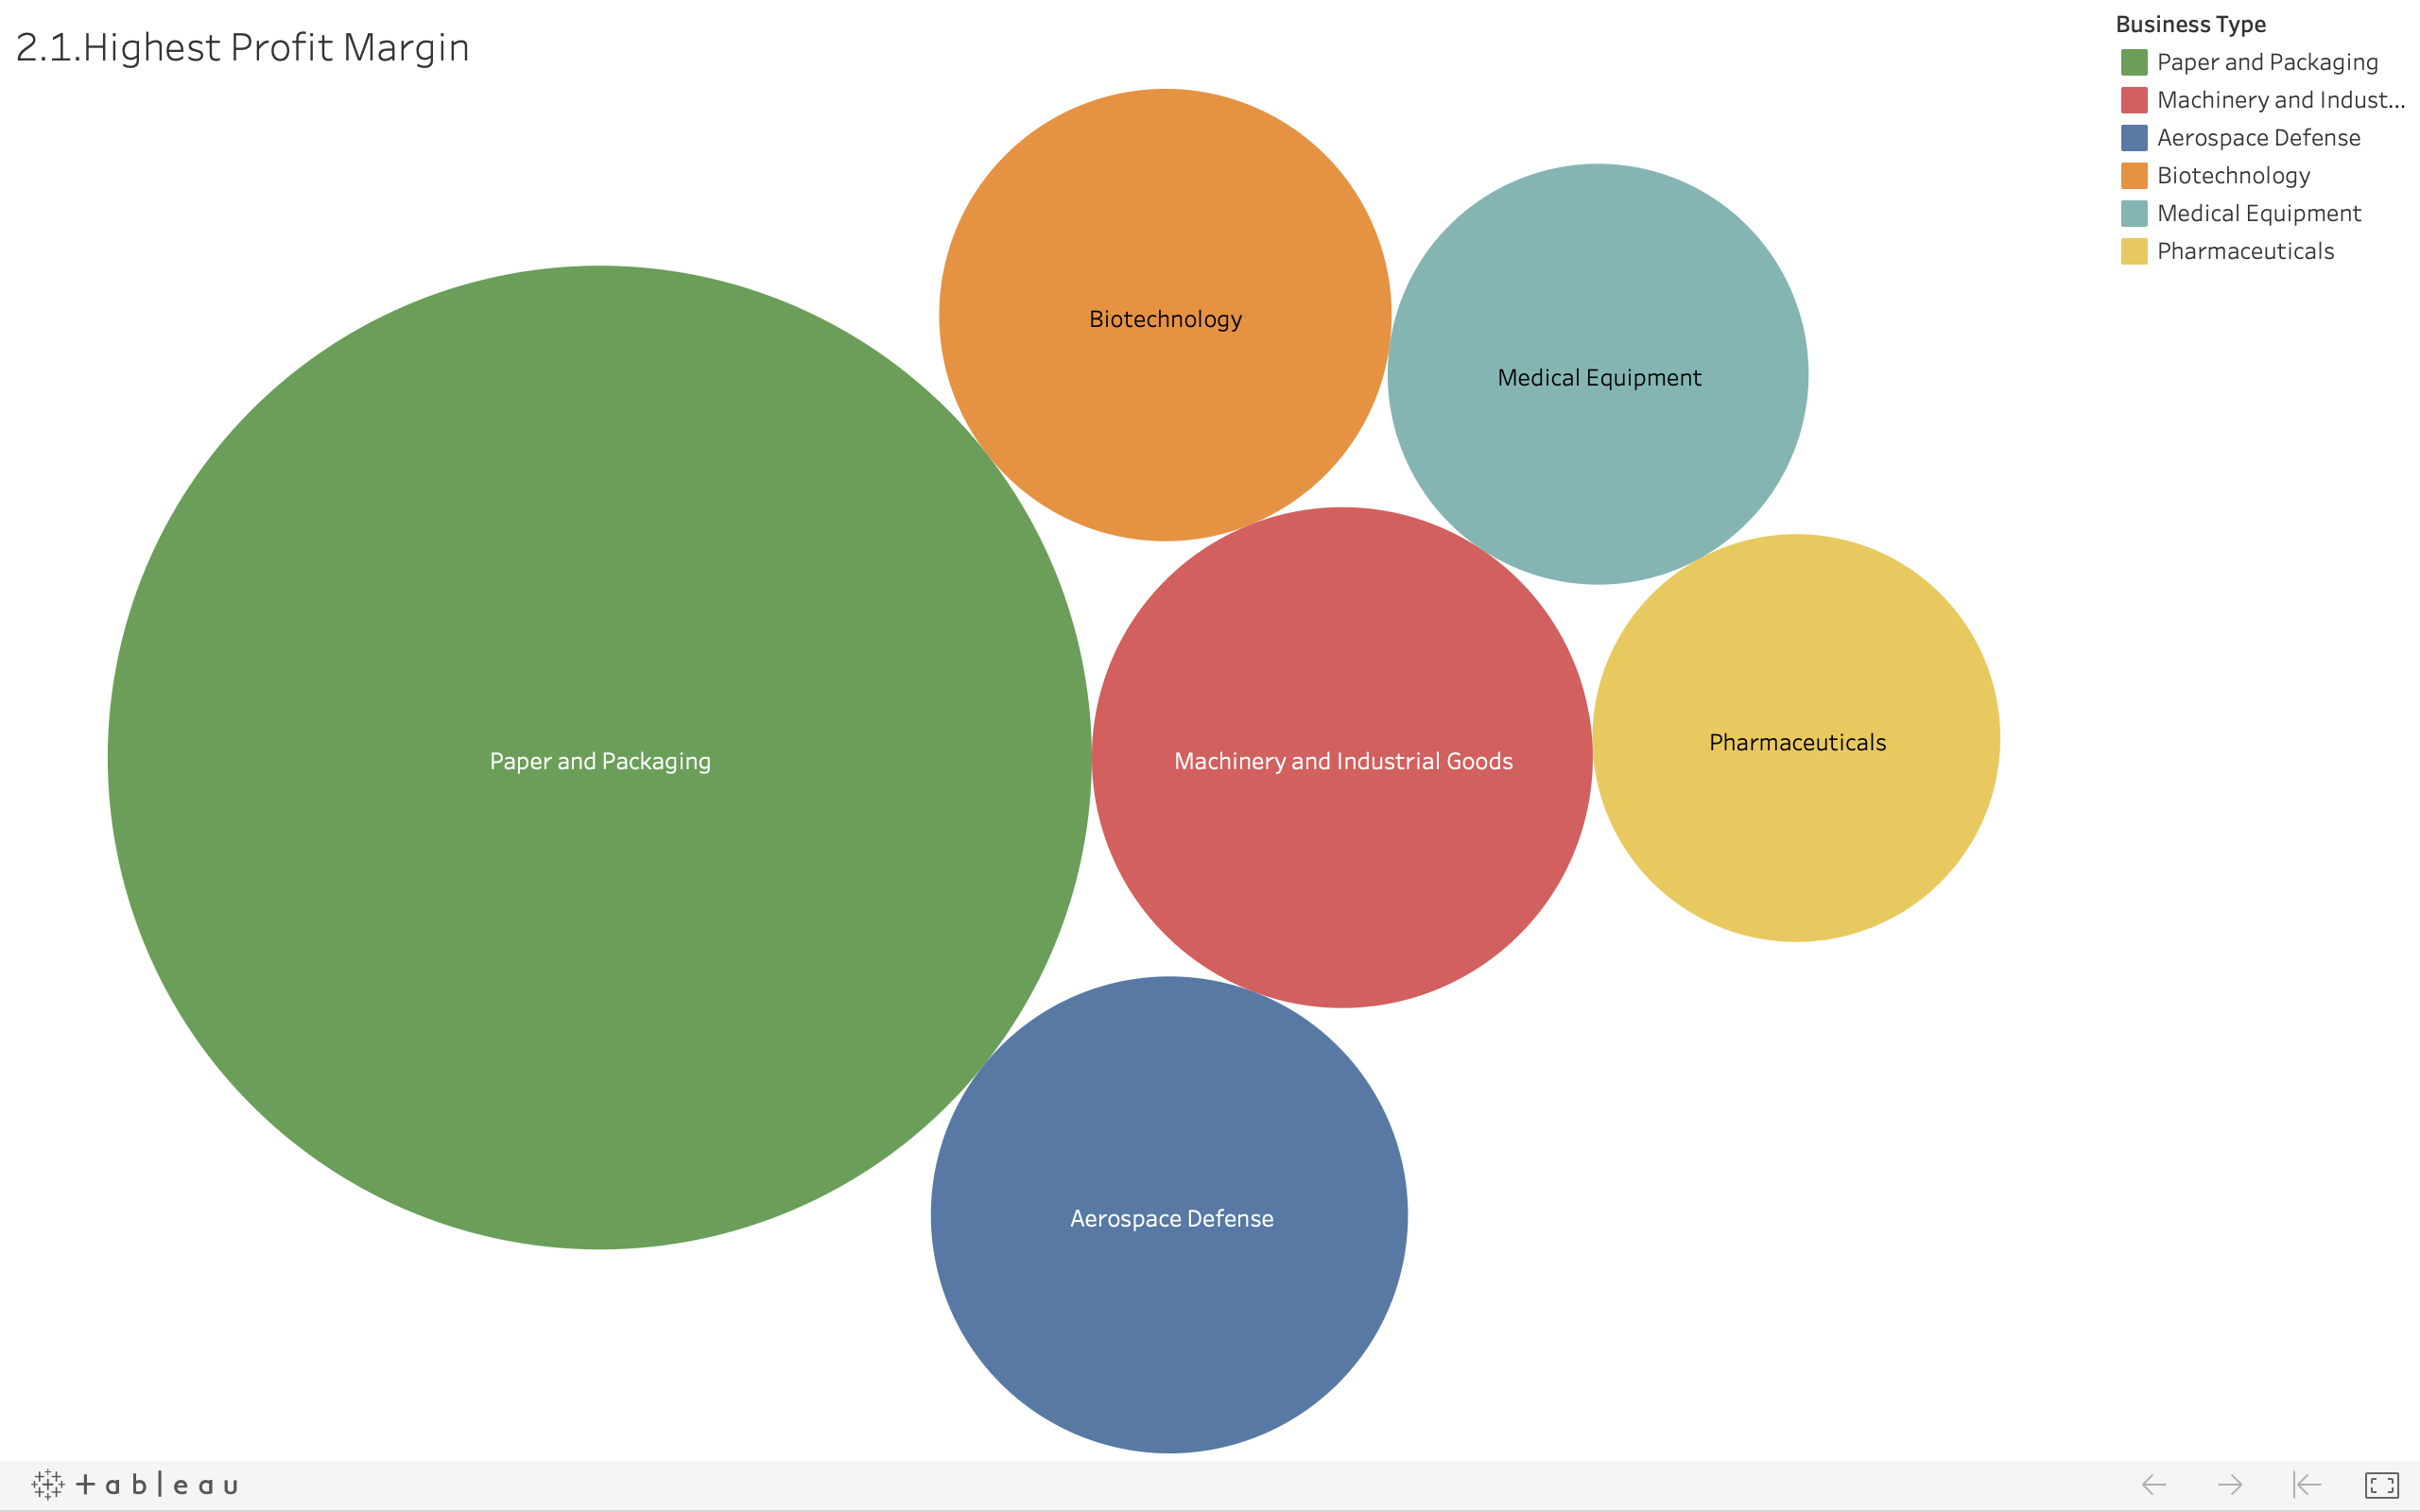 2.1.Highest Profit Margin
Business Type
Paper and Packaging
Machinery and Indust...
Aerospace Defense
Biotechnology
Medical Equipment
Pharmaceuticals
Biotechnology
Medical Equipment
Pharmaceuticals
Paper and Packaging
Machinery and Industrial Goods
Aerospace Defense
+ableau